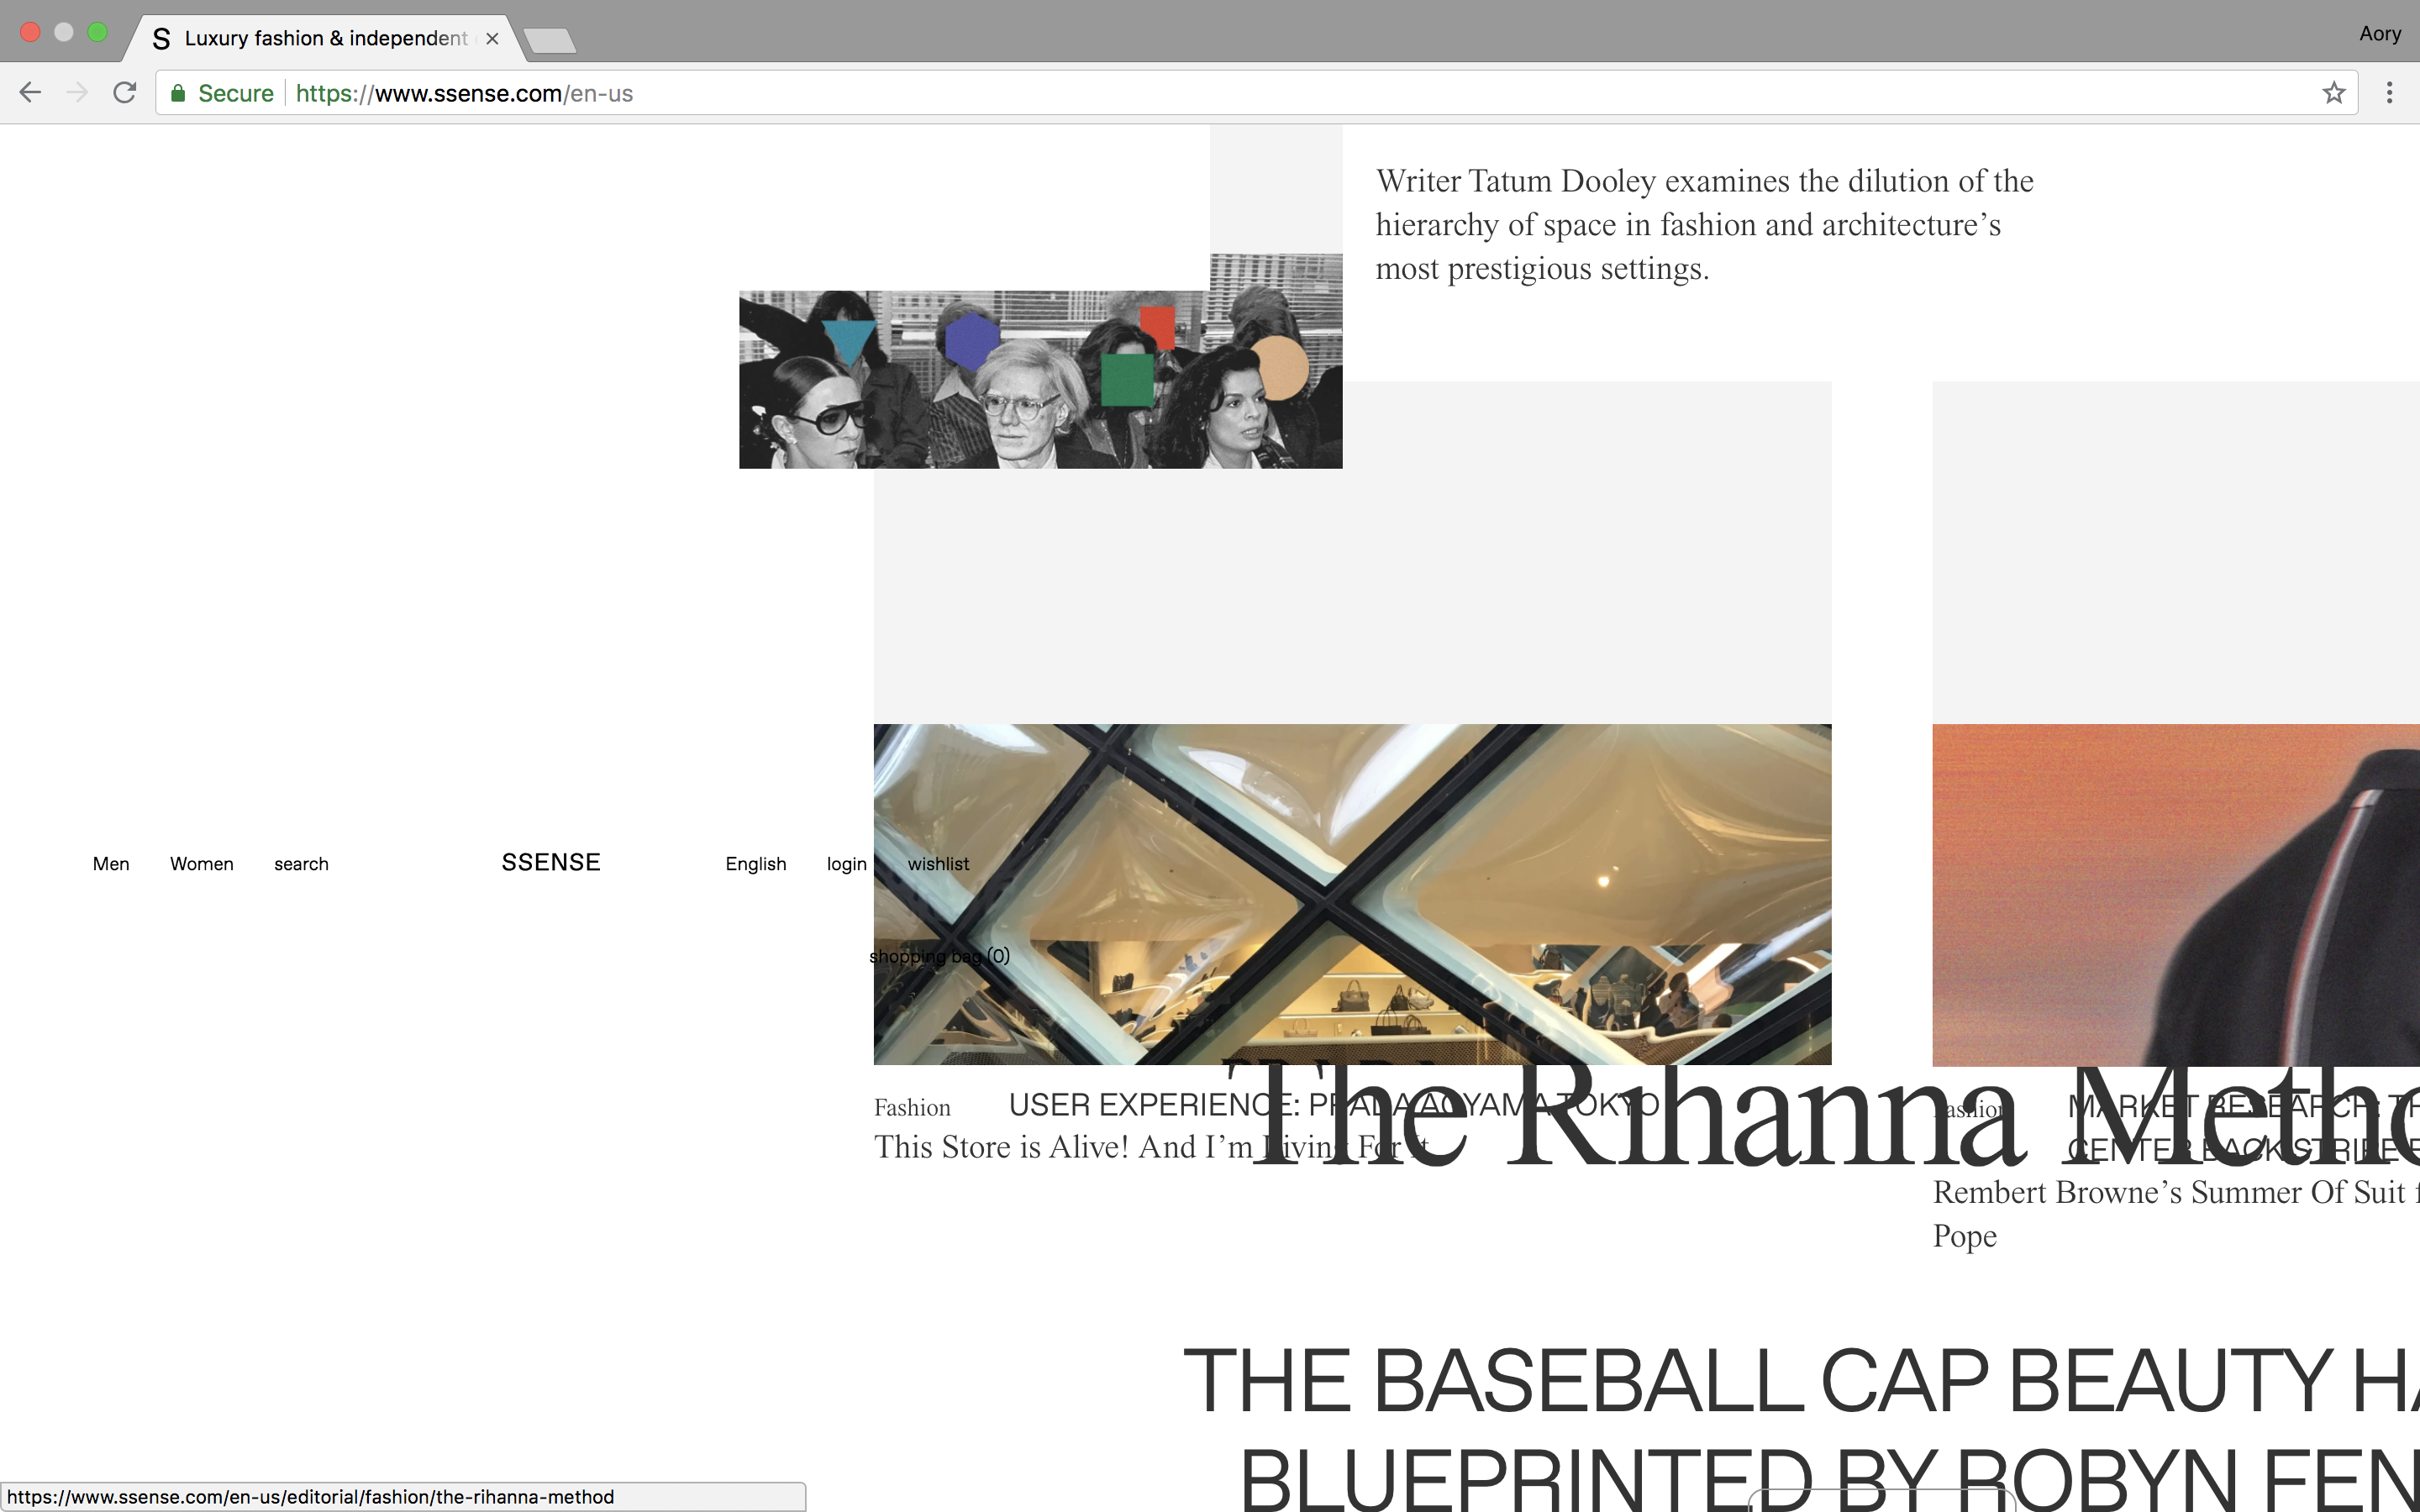 S Luxury fashion & independent
Aory
Secure https://www.ssense.com/en-us
Writer Tatum Dooley examines the dilution of the
hierarchy of space in fashion and architecture’s
most prestigious settings.
Men Women search SSENSE English login wishlist
shopping bag (0)
The Rihanna
Fashion USER EXPERIENCE: PRADA AOYAMA TOKYO
This Store is Alive! And I’m Living For It
Fashion MARKET RESEARCH:
CENTER BACK STRIPE
Rembert Browne’s Summer Of Suit
Pope
THE BASEBALL CAP BEAUTY
BLUEPRINTED BY ROBYN
https://www.ssense.com/en-us/editorial/fashion/the-rihanna-method